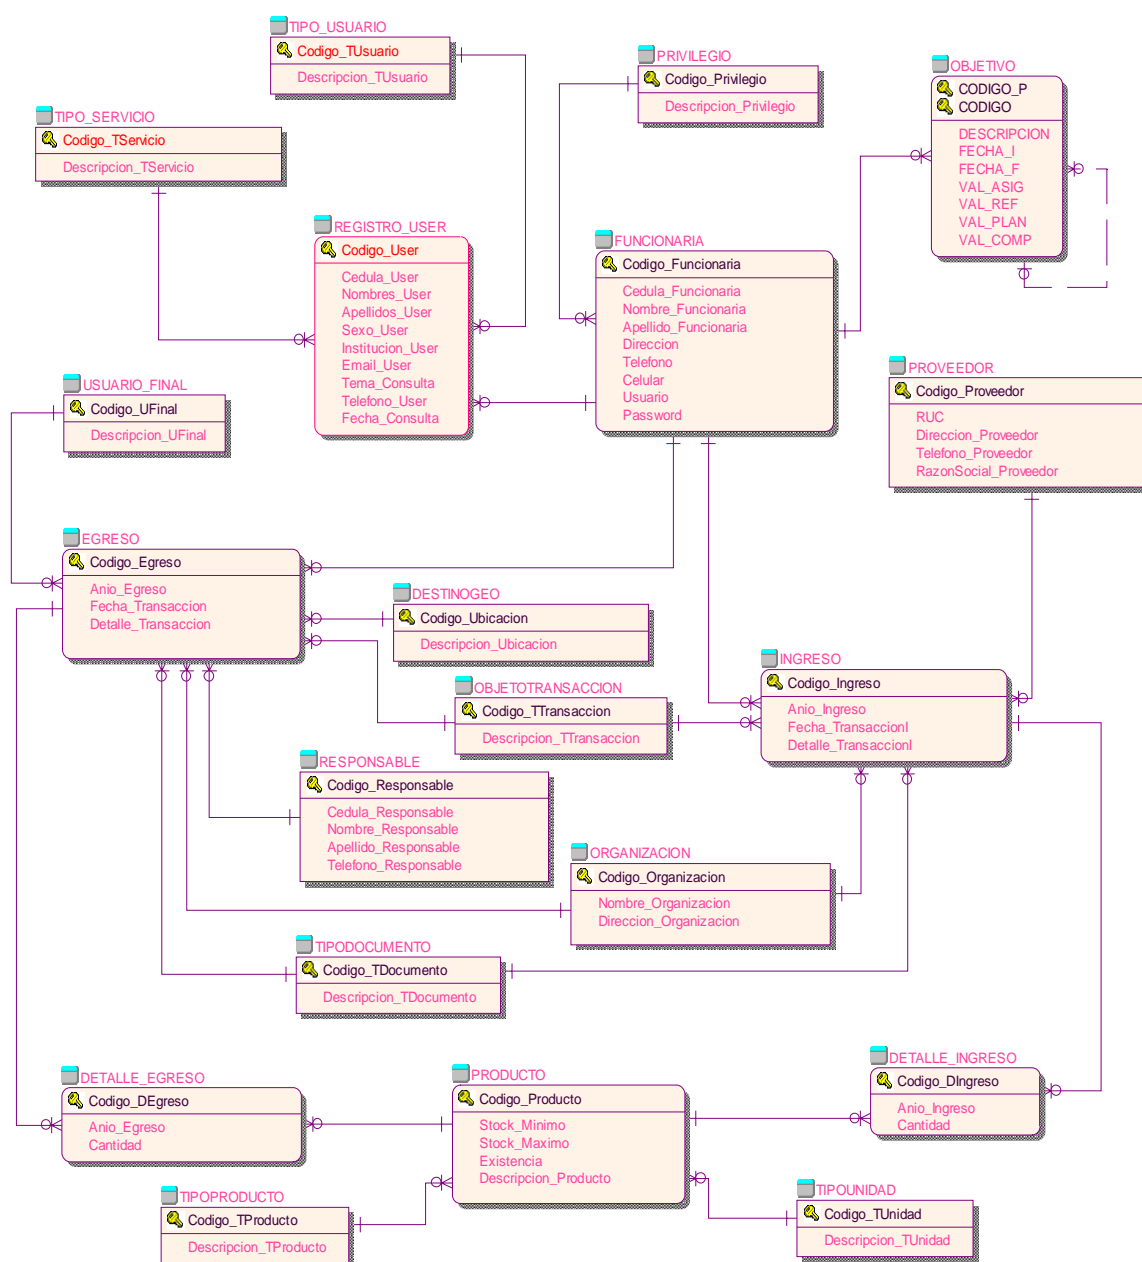 TIPO_USUARIO
Codigo_TUsuario
Descripcion_TUsuario
PRIVILEGIO
Codigo_Privilegio
Descripcion_Privilegio
OBJETIVO
CODIGO_P
CODIGO
DESCRIPCION
FECHA_I
FECHA_F
VAL_ASIG
VAL_REF
VAL_PLAN
VAL_COMP
TIPO_SERVICIO
Codigo_TServicio
Descripcion_TServicio
REGISTRO_USER
Codigo_User
Cedula_User
Nombres_User
Apellidos_User
Sexo_User
Institucion_User
Email_User
Tema_Consulta
Telefono_User
Fecha_Consulta
FUNCIONARIA
Codigo_Funcionaria
Cedula_Funcionaria
Nombre_Funcionaria
Apellido_Funcionaria
Direccion
Telefono
Celular
Usuario
Password
PROVEEDOR
Codigo_Proveedor
RUC
Direccion_Proveedor
Telefono_Proveedor
RazonSocial_Proveedor
USUARIO_FINAL
Codigo_UFinal
Descripcion_UFinal
EGRESO
Codigo_Egreso
Anio_Egreso
Fecha_Transaccion
Detalle_Transaccion
DESTINOGEO
Codigo_Ubicacion
Descripcion_Ubicacion
OBJETOTRANSACCION
Codigo_TTransaccion
Descripcion_TTransaccion
INGRESO
Codigo_Ingreso
Anio_Ingreso
Fecha_TransaccionI
Detalle_TransaccionI
RESPONSABLE
Codigo_Responsable
Cedula_Responsable
Nombre_Responsable
Apellido_Responsable
Telefono_Responsable
ORGANIZACION
Codigo_Organizacion
Nombre_Organizacion
Direccion_Organizacion
TIPODOCUMENTO
Codigo_TDocumento
Descripcion_TDocumento
DETALLE_EGRESO
Codigo_DEgreso
Anio_Egreso
Cantidad
PRODUCTO
Codigo_Producto
Stock_Minimo
Stock_Maximo
Existencia
Descripcion_Producto
DETALLE_INGRESO
Codigo_DIngreso
Anio_Ingreso
Cantidad
TIPOPRODUCTO
Codigo_TProducto
Descripcion_TProducto
TIPOUNIDAD
Codigo_TUnidad
Descripcion_TUnidad